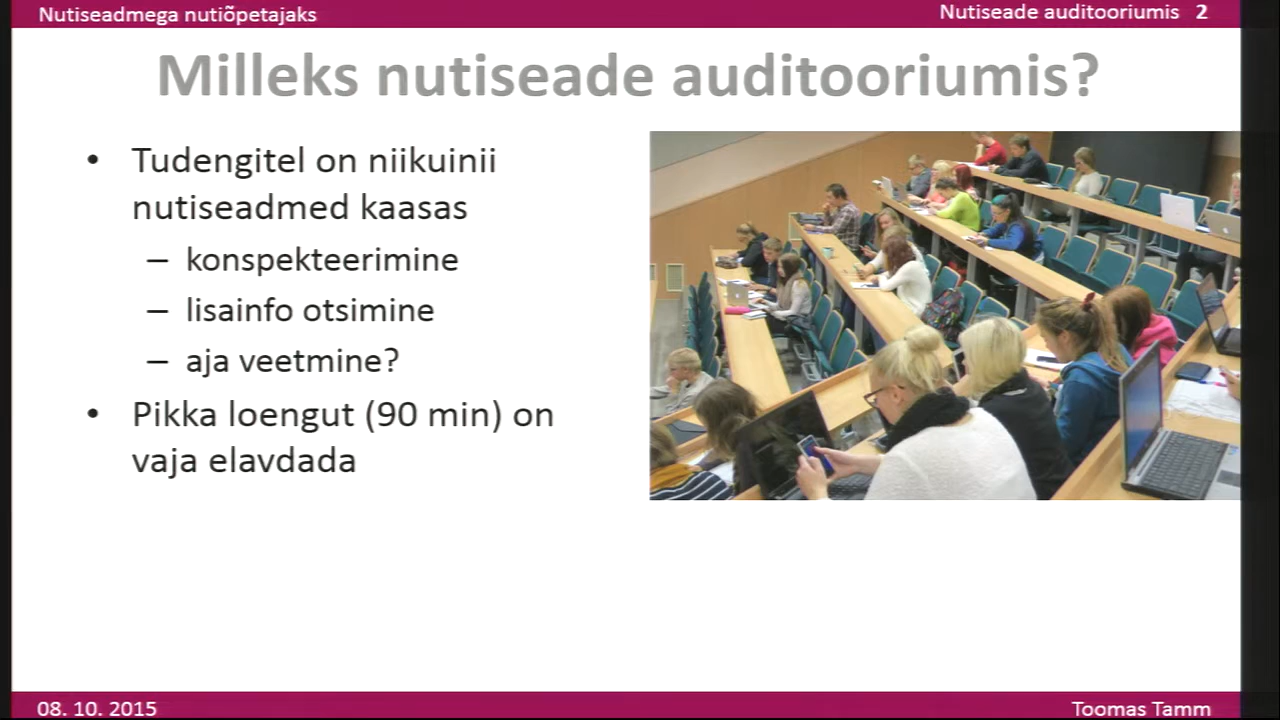 Nutiseadmega nutiõpetajaks
Nutiseade auditooriumis 2
Milleks nutiseade auditooriumis?
• Tudengitel on niikuinii
nutiseadmed kaasas
– konspekteerimine
– lisainfo otsimine
– aja veetmine?
• Pikka loengut (90 min) on
vaja elavdada
08. 10. 2015
Toomas Tamm